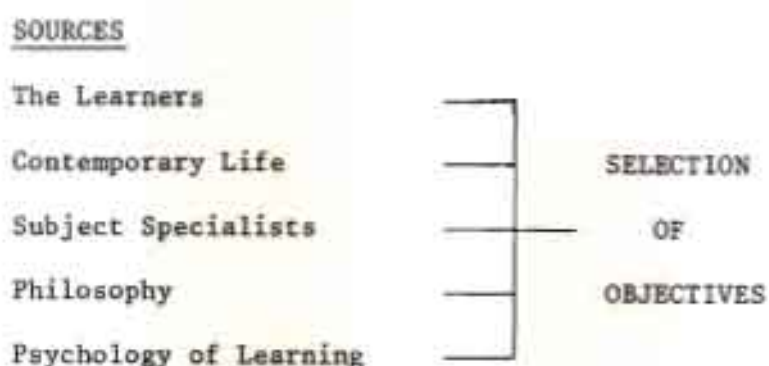 SOURCES
The Learners
Contemporary Life
Subject Specialists
Philosophy
Psychology of Learning
SELECTION
OF
OBJECTIVES